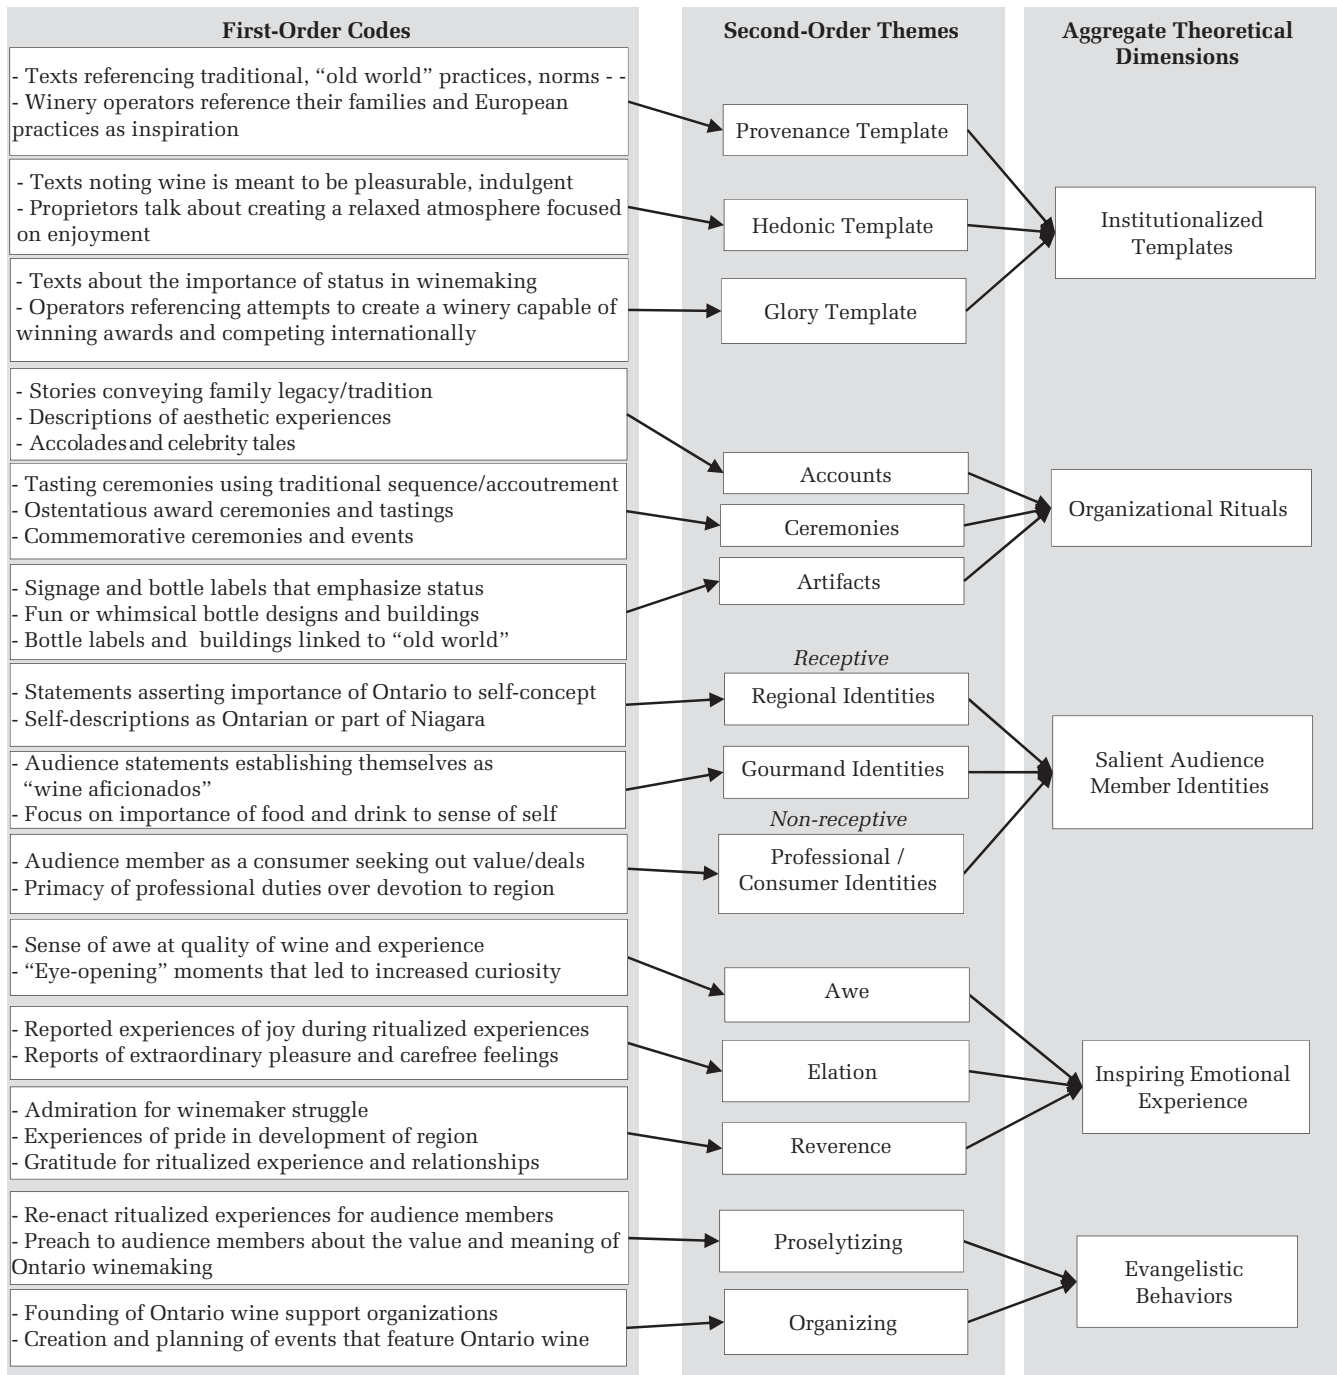 First-Order Codes
- Texts referencing traditional, “old world” practices, norms - -
- Winery operators reference their families and European
practices as inspiration
- Texts noting wine is meant to be pleasurable, indulgent
- Proprietors talk about creating a relaxed atmosphere focused
on enjoyment
- Texts about the importance of status in winemaking
- Operators referencing attempts to create a winery capable of
winning awards and competing internationally
- Stories conveying family legacy/tradition
- Descriptions of aesthetic experiences
- Accolades and celebrity tales
- Tasting ceremonies using traditional sequence/accoutrement
- Ostentatious award ceremonies and tastings
- Commemorative ceremonies and events
- Signage and bottle labels that emphasize status
- Fun or whimsical bottle designs and buildings
- Bottle labels and buildings linked to “old world”
- Statements asserting importance of Ontario to self-concept
- Self-descriptions as Ontarian or part of Niagara
- Audience statements establishing themselves as
“wine aficionados”
- Focus on importance of food and drink to sense of self
- Audience member as a consumer seeking out value/deals
- Primacy of professional duties over devotion to region
- Sense of awe at quality of wine and experience
- “Eye-opening” moments that led to increased curiosity
- Reported experiences of joy during ritualized experiences
- Reports of extraordinary pleasure and carefree feelings
- Admiration for winemaker struggle
- Experiences of pride in development of region
- Gratitude for ritualized experience and relationships
- Re-enact ritualized experiences for audience members
- Preach to audience members about the value and meaning of
Ontario winemaking
- Founding of Ontario wine support organizations
- Creation and planning of events that feature Ontario wine
Second-Order Themes
Provenance Template
Hedonic Template
Glory Template
Accounts
Ceremonies
Artifacts
Receptive
Regional Identities
Gourmand Identities
Non-receptive
Professional /
Consumer Identities
Awe
Elation
Reverence
Proselytizing
Organizing
Aggregate Theoretical
Dimensions
Institutionalized
Templates
Organizational Rituals
Salient Audience
Member Identities
Inspiring Emotional
Experience
Evangelistic
Behaviors